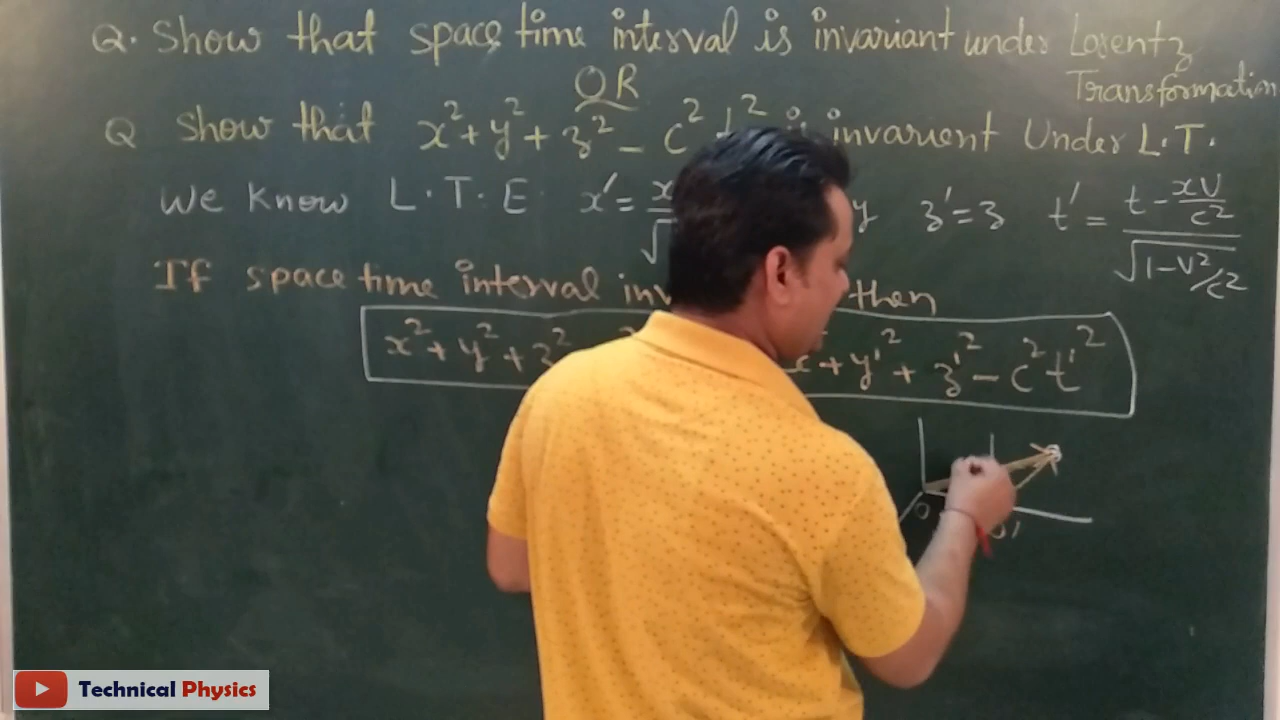 Q. Show that space time interval is invariant under Lorentz
Transformation
OR
Q Show that x²+y²+z²-c²t² invarient Under L.T.
We Know L.T.E x'= y z'=z t'= t-xV/c² / √1-V²/c²
If space time interval then
x²+y²+z² +y'²+z'²-c²t'²
O O'
Technical Physics